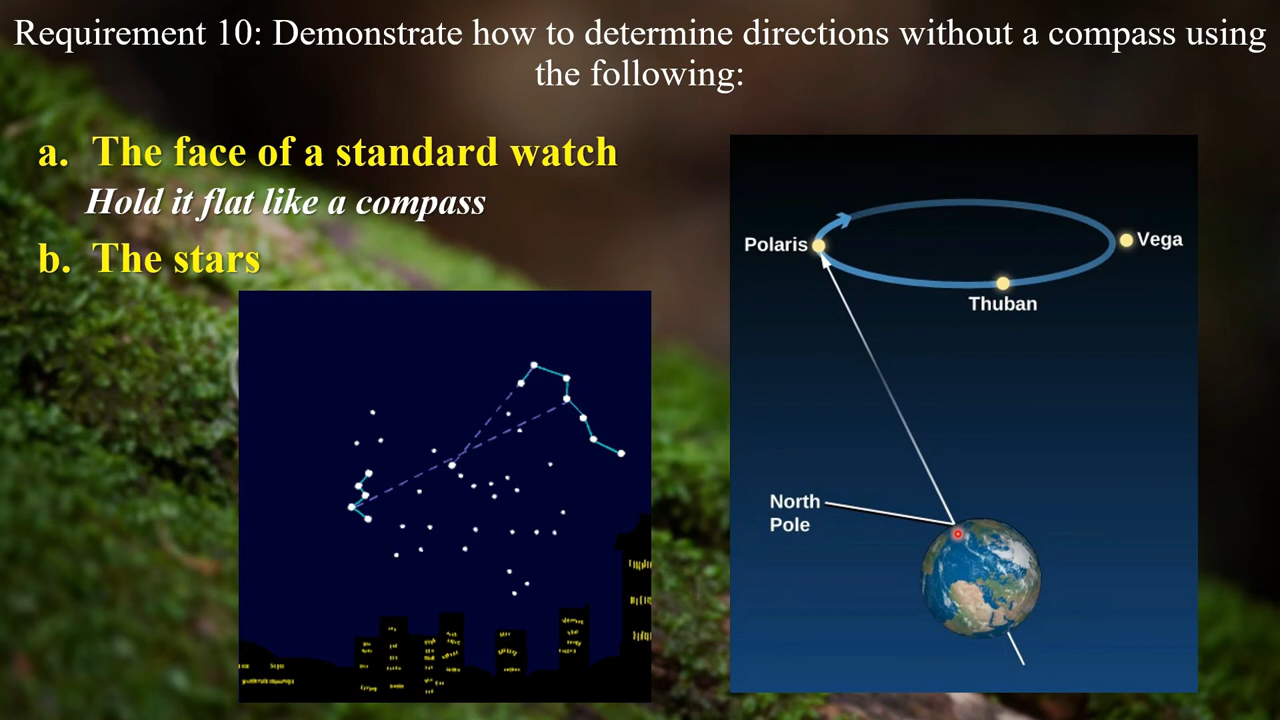 Requirement 10: Demonstrate how to determine directions without a compass using
the following:
a. The face of a standard watch
Hold it flat like a compass
b. The stars
Polaris
Vega
Thuban
North
Pole